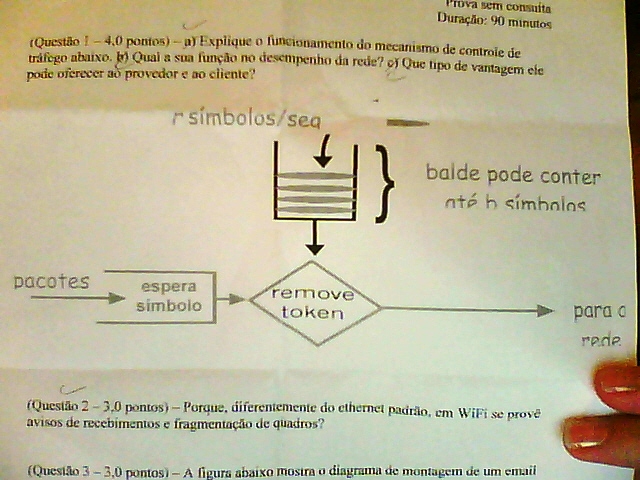 Prova sem consulta
Duração: 90 minutos
(Questão 1 – 4,0 pontos) – a) Explique o funcionamento do mecanismo de controle de
tráfego abaixo. b) Qual a sua função no desempenho da rede? c) Que tipo de vantagem ele
pode oferecer ao provedor e ao cliente?
r símbolos/seg
balde pode conter
até b símbolos
pacotes
espera
símbolo
remove
token
para a
rede
(Questão 2 – 3,0 pontos) – Porque, diferentemente do ethernet padrão, em WiFi se provê
avisos de recebimentos e fragmentação de quadros?
(Questão 3 – 3,0 pontos) – A figura abaixo mostra o diagrama de montagem de um email